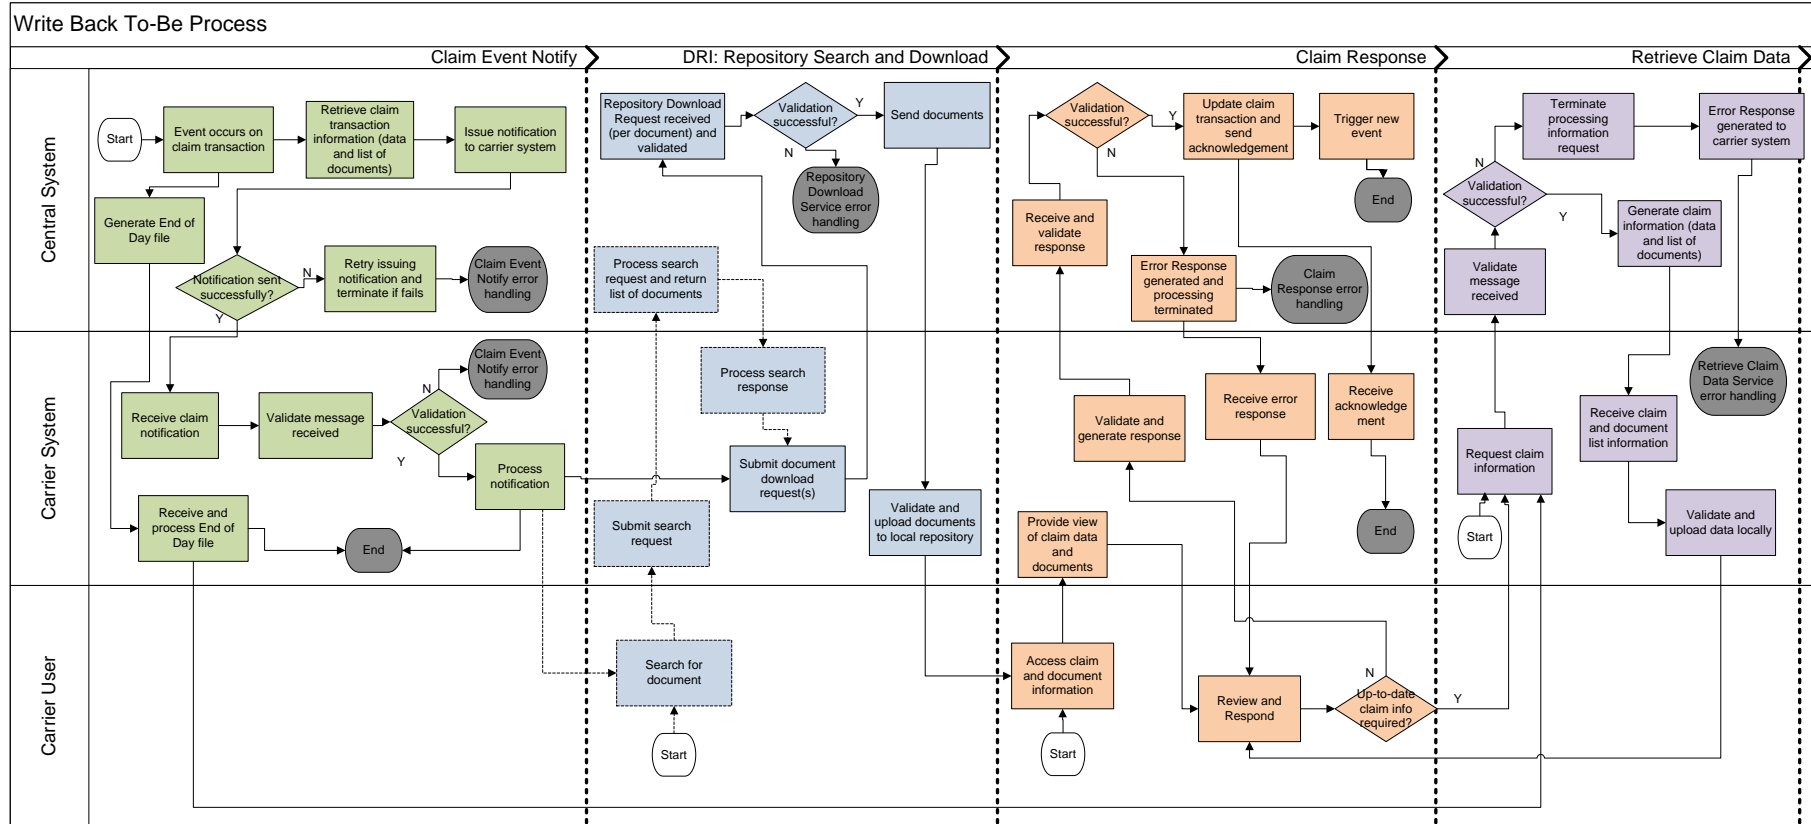 Write Back To-Be Process
Claim Event Notify
DRI: Repository Search and Download
Claim Response
Retrieve Claim Data
Central System
Start
Event occurs on
claim transaction
Retrieve claim
transaction
information (data
and list of
documents)
Issue notification
to carrier system
Generate End of
Day file
Notification sent
successfully?
N
Y
Retry issuing
notification and
terminate if fails
Claim Event
Notify error
handling
Repository Download
Request received
(per document) and
validated
Validation
successful?
Y
N
Send documents
Repository
Download
Service error
handling
Process search
request and return
list of documents
Validation
successful?
Y
N
Update claim
transaction and
send
acknowledgement
Trigger new
event
End
Receive and
validate
response
Error Response
generated and
processing
terminated
Claim
Response error
handling
Terminate
processing
information
request
Error Response
generated to
carrier system
N
Validation
successful?
Y
Generate claim
information (data
and list of
documents)
Validate
message
received
Carrier System
Claim Event
Notify error
handling
Receive claim
notification
Validate message
received
N
Validation
successful?
Y
Process
notification
Receive and
process End of
Day file
End
Process search
response
Submit document
download
request(s)
Submit search
request
Validate and
upload documents
to local repository
Validate and
generate response
Receive error
response
Receive
acknowledge
ment
Provide view
of claim data
and
documents
End
Retrieve Claim
Data Service
error handling
Receive claim
and document
list information
Request claim
information
Start
Validate and
upload data locally
Carrier User
Search for
document
Start
Access claim
and document
information
Start
Review and
Respond
N
Up-to-date
claim info
required?
Y